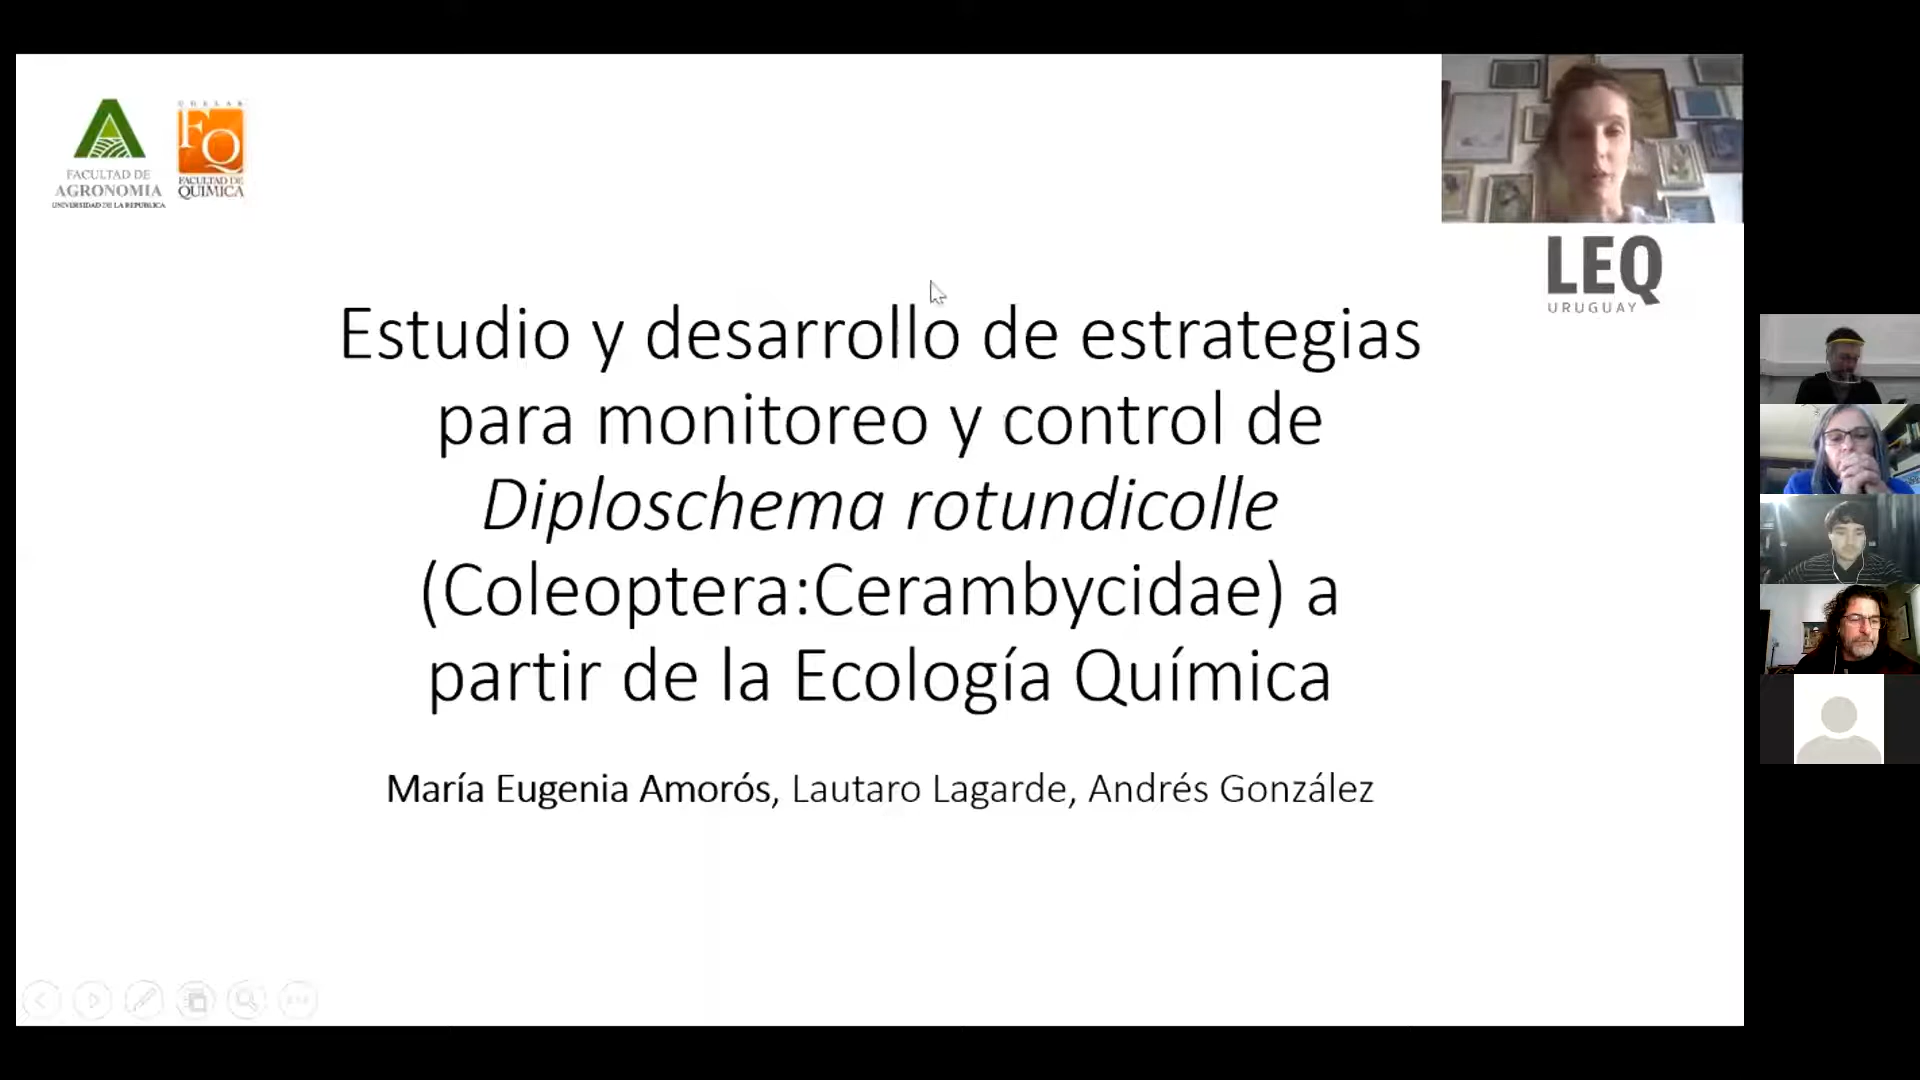 FACULTAD DE
AGRONOMIA
UNIVERSIDAD DE LA REPUBLICA
UDELAR
FQ
FACULTAD DE
QUIMICA
LEQ
URUGUAY
Estudio y desarrollo de estrategias
para monitoreo y control de
Diploschema rotundicolle
(Coleoptera:Cerambycidae) a
partir de la Ecología Química
María Eugenia Amorós, Lautaro Lagarde, Andrés González